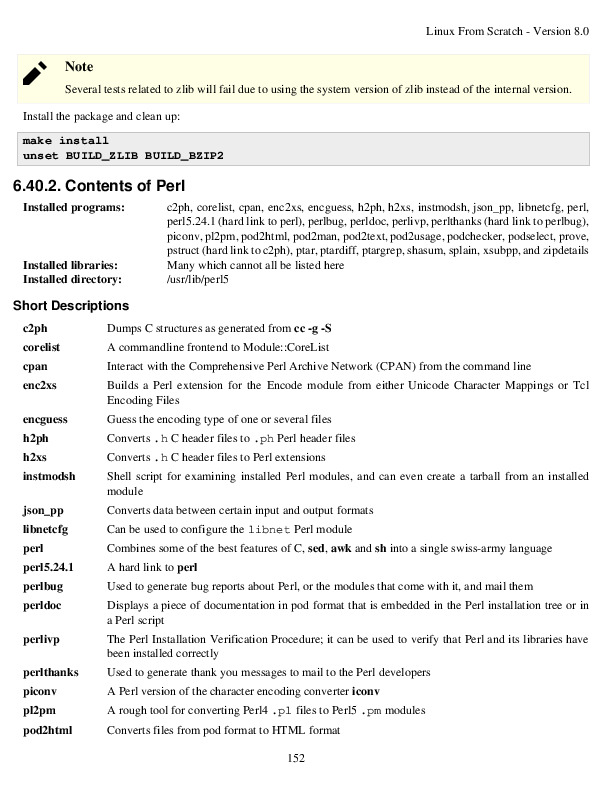 Linux From Scratch - Version 8.0
Note
Several tests related to zlib will fail due to using the system version of zlib instead of the internal version.
Install the package and clean up:
make install
unset BUILD_ZLIB BUILD_BZIP2
6.40.2. Contents of Perl
Installed programs: c2ph, corelist, cpan, enc2xs, encguess, h2ph, h2xs, instmodsh, json_pp, libnetcfg, perl,
perl5.24.1 (hard link to perl), perlbug, perldoc, perlivp, perlthanks (hard link to perlbug),
piconv, pl2pm, pod2html, pod2man, pod2text, pod2usage, podchecker, podselect, prove,
pstruct (hard link to c2ph), ptar, ptardiff, ptargrep, shasum, splain, xsubpp, and zipdetails
Installed libraries: Many which cannot all be listed here
Installed directory: /usr/lib/perl5
Short Descriptions
c2ph Dumps C structures as generated from cc -g -S
corelist A commandline frontend to Module::CoreList
cpan Interact with the Comprehensive Perl Archive Network (CPAN) from the command line
enc2xs Builds a Perl extension for the Encode module from either Unicode Character Mappings or Tcl
Encoding Files
encguess Guess the encoding type of one or several files
h2ph Converts .h C header files to .ph Perl header files
h2xs Converts .h C header files to Perl extensions
instmodsh Shell script for examining installed Perl modules, and can even create a tarball from an installed
module
json_pp Converts data between certain input and output formats
libnetcfg Can be used to configure the libnet Perl module
perl Combines some of the best features of C, sed, awk and sh into a single swiss-army language
perl5.24.1 A hard link to perl
perlbug Used to generate bug reports about Perl, or the modules that come with it, and mail them
perldoc Displays a piece of documentation in pod format that is embedded in the Perl installation tree or in
a Perl script
perlivp The Perl Installation Verification Procedure; it can be used to verify that Perl and its libraries have
been installed correctly
perlthanks Used to generate thank you messages to mail to the Perl developers
piconv A Perl version of the character encoding converter iconv
pl2pm A rough tool for converting Perl4 .pl files to Perl5 .pm modules
pod2html Converts files from pod format to HTML format
152